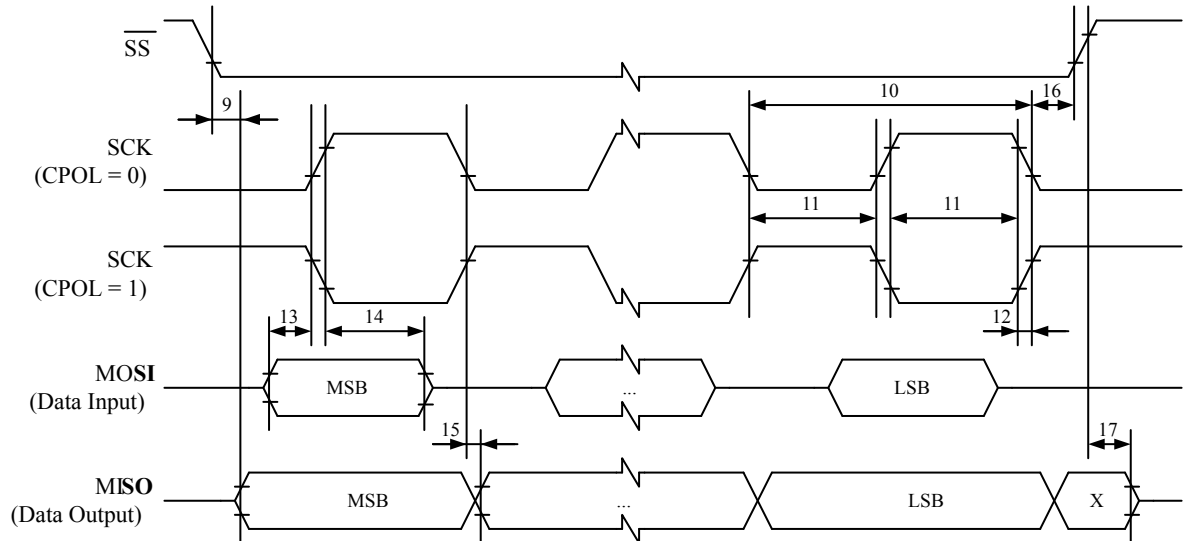 SS
9
10
16
SCK
(CPOL = 0)
11
11
SCK
(CPOL = 1)
13
14
12
MOSI
(Data Input)
MSB
...
LSB
15
17
MISO
(Data Output)
MSB
...
LSB
X